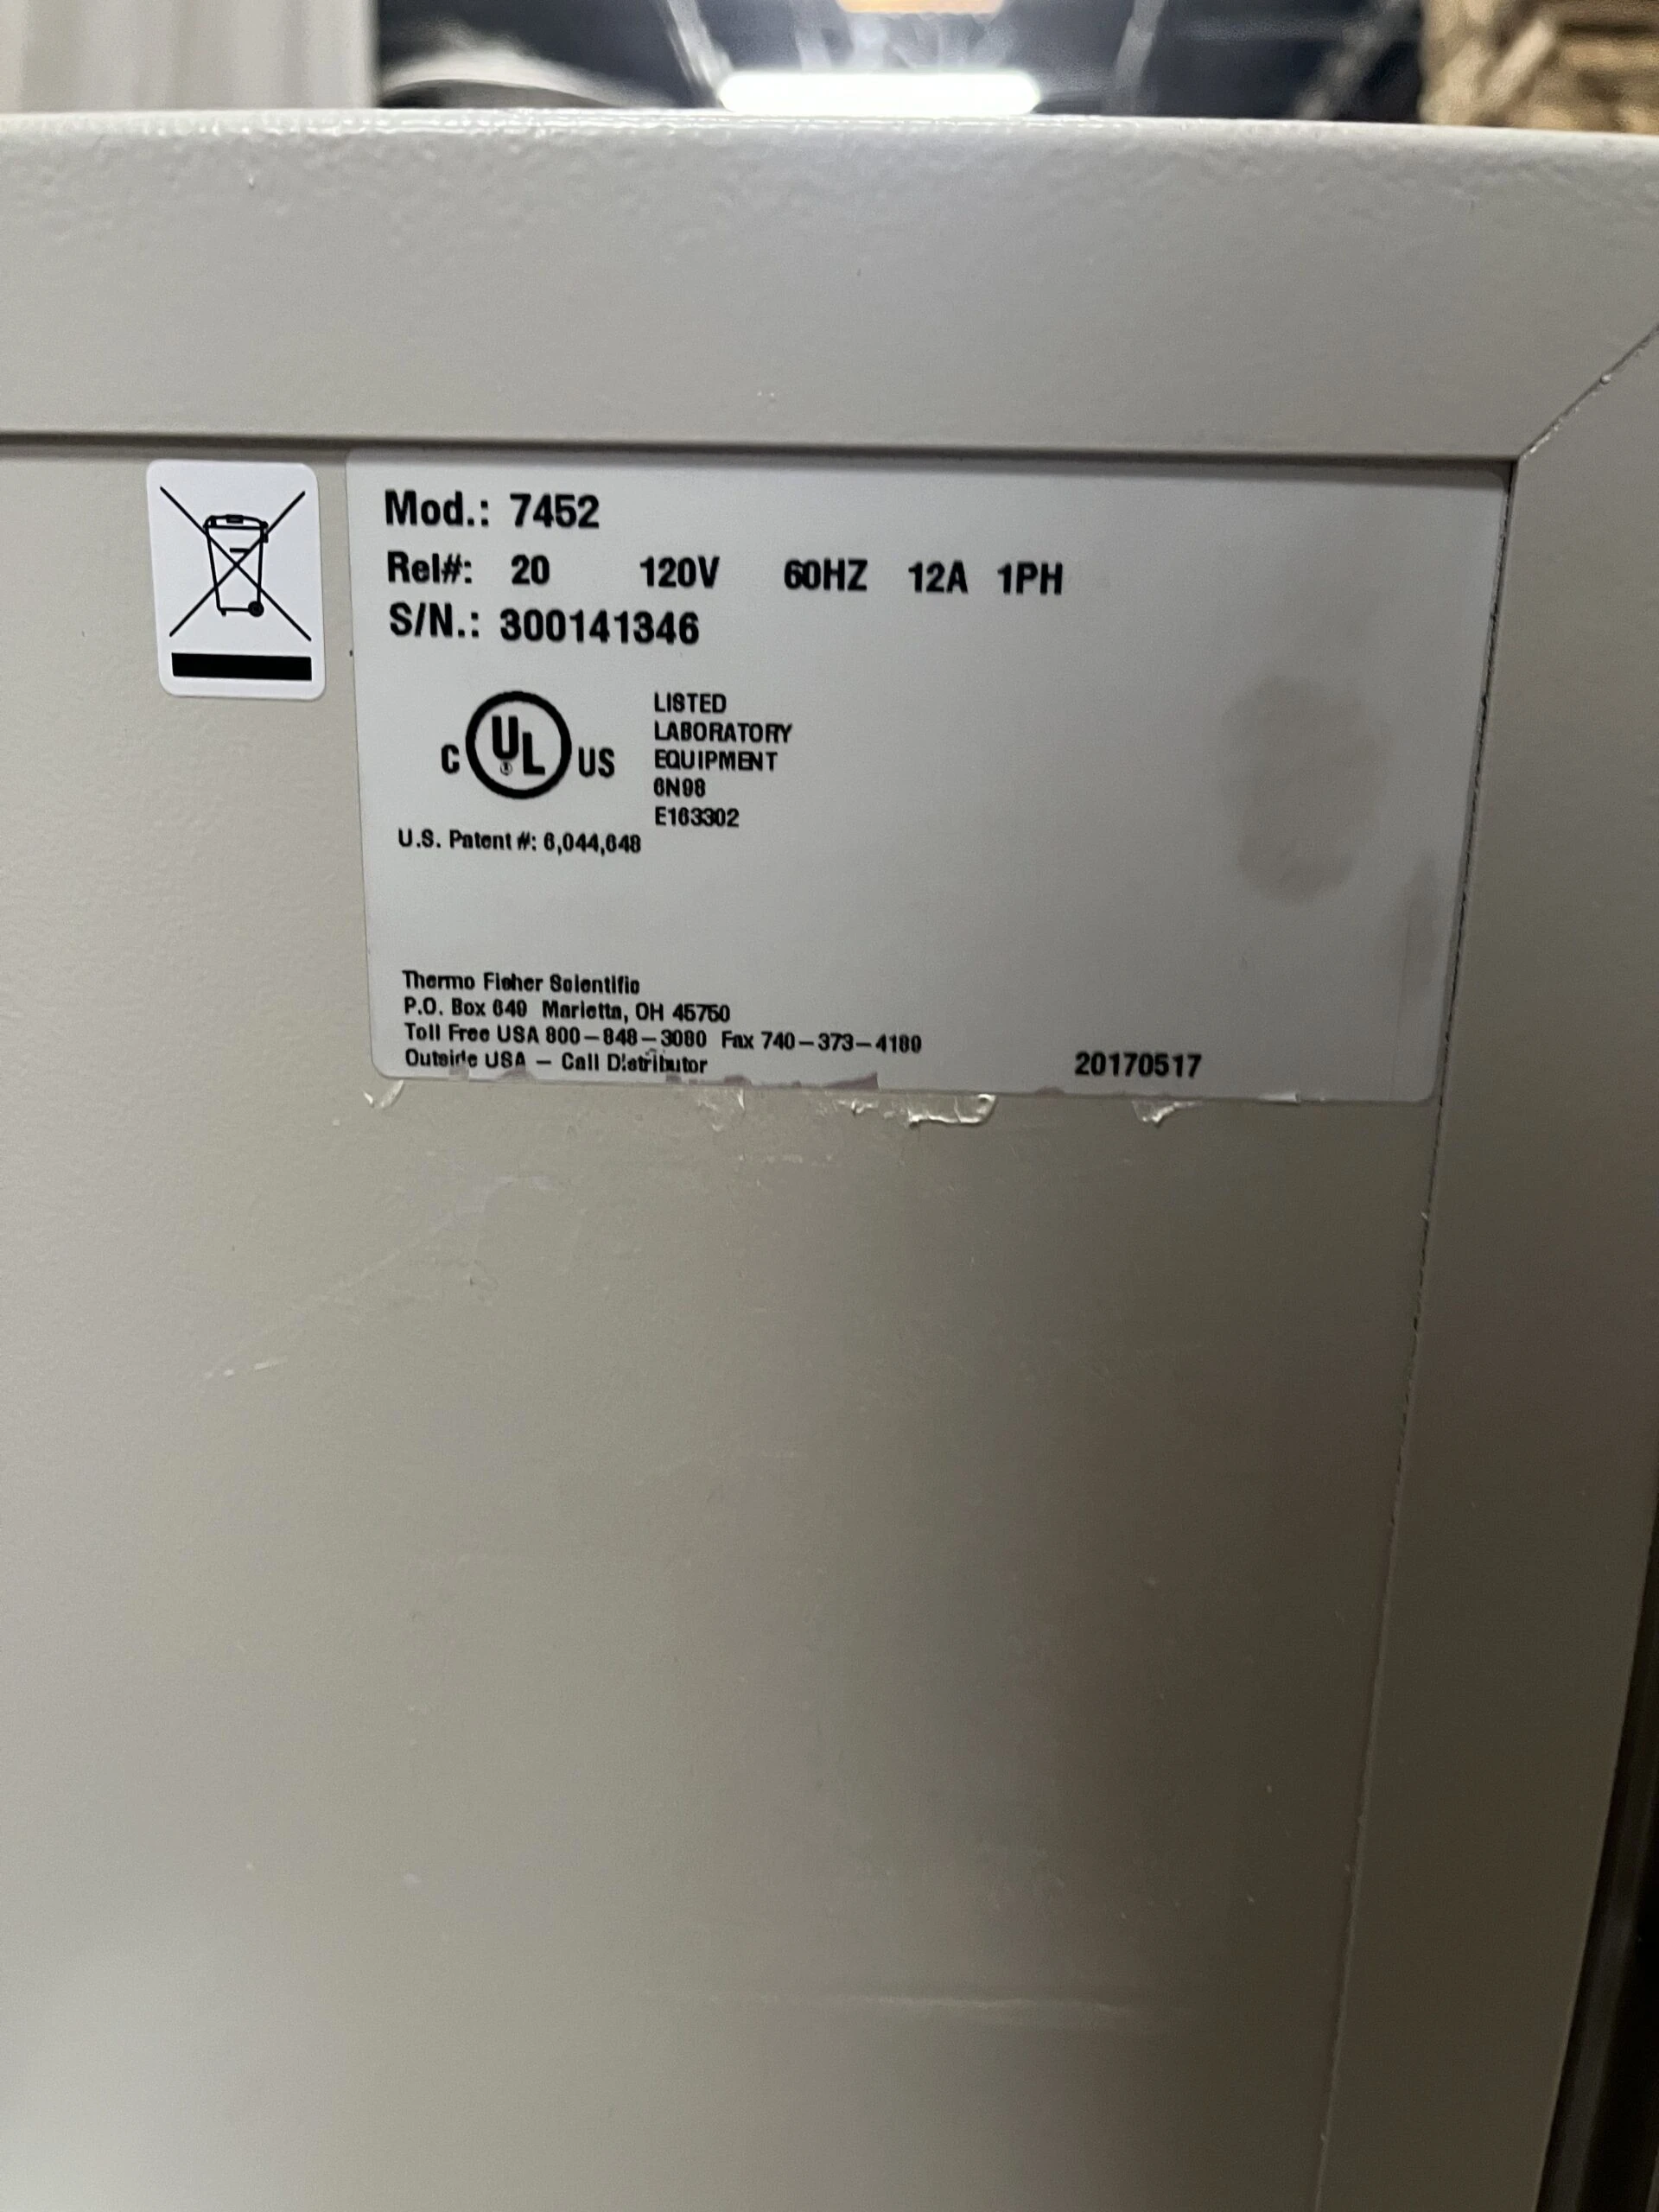 Mod.: 7452
Rel#: 20 120V 60HZ 12A 1PH
S/N.: 300141346
C UL US
LISTED
LABORATORY
EQUIPMENT
6N98
E163302
U.S. Patent #: 6,044,648
Thermo Fisher Scientific
P.O. Box 649 Marietta, OH 45750
Toll Free USA 800-848-3080 Fax 740-373-4189
Outside USA - Call Distributor
20170517